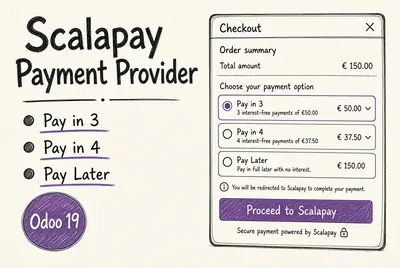 Scalapay
Payment Provider
Pay in 3
Pay in 4
Pay Later
Odoo 19
Checkout
Order summary
Total amount € 150.00
Choose your payment option
Pay in 3
3 interest-free payments of €50.00
€ 50.00
Pay in 4
4 interest-free payments of €37.50
€ 37.50
Pay Later
Pay in full later with no interest.
€ 150.00
You will be redirected to Scalapay to complete your payment.
Proceed to Scalapay
Secure payment powered by Scalapay